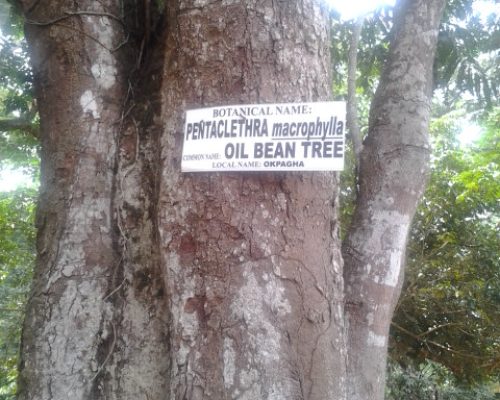 BOTANICAL NAME:
PENTACLETHRA macrophylla
COMMON NAME: OIL BEAN TREE
LOCAL NAME: OKPAGHA